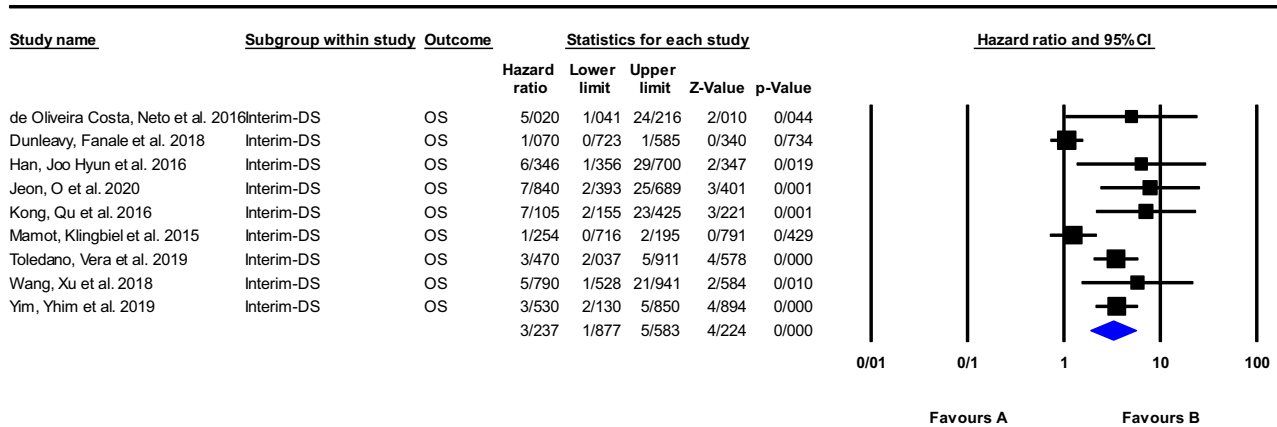 Study name Subgroup within study Outcome Statistics for each study Hazard ratio and 95%CI
Hazard Lower Upper
ratio limit limit Z-Value p-Value
de Oliveira Costa, Neto et al. 2016 Interim-DS OS 5/020 1/041 24/216 2/010 0/044
Dunleavy, Fanale et al. 2018 Interim-DS OS 1/070 0/723 1/585 0/340 0/734
Han, Joo Hyun et al. 2016 Interim-DS OS 6/346 1/356 29/700 2/347 0/019
Jeon, O et al. 2020 Interim-DS OS 7/840 2/393 25/689 3/401 0/001
Kong, Qu et al. 2016 Interim-DS OS 7/105 2/155 23/425 3/221 0/001
Mamot, Klingbiel et al. 2015 Interim-DS OS 1/254 0/716 2/195 0/791 0/429
Toledano, Vera et al. 2019 Interim-DS OS 3/470 2/037 5/911 4/578 0/000
Wang, Xu et al. 2018 Interim-DS OS 5/790 1/528 21/941 2/584 0/010
Yim, Yhim et al. 2019 Interim-DS OS 3/530 2/130 5/850 4/894 0/000
3/237 1/877 5/583 4/224 0/000
0/01 0/1 1 10 100
Favours A Favours B